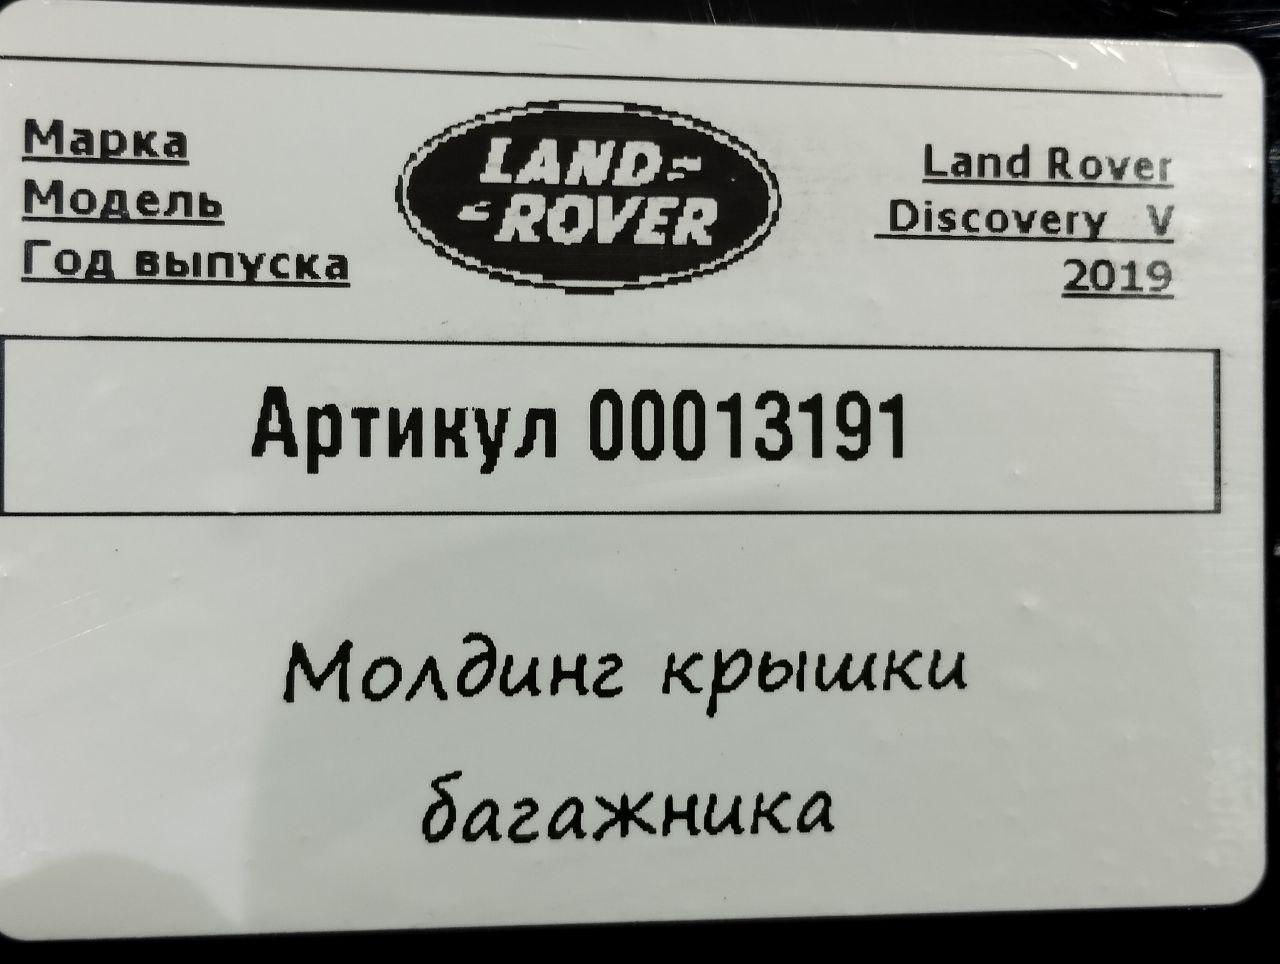 Марка
Модель
Год выпуска
LAND
ROVER
Land Rover
Discovery V
2019
Артикул 00013191
Молдинг крышки
багажника